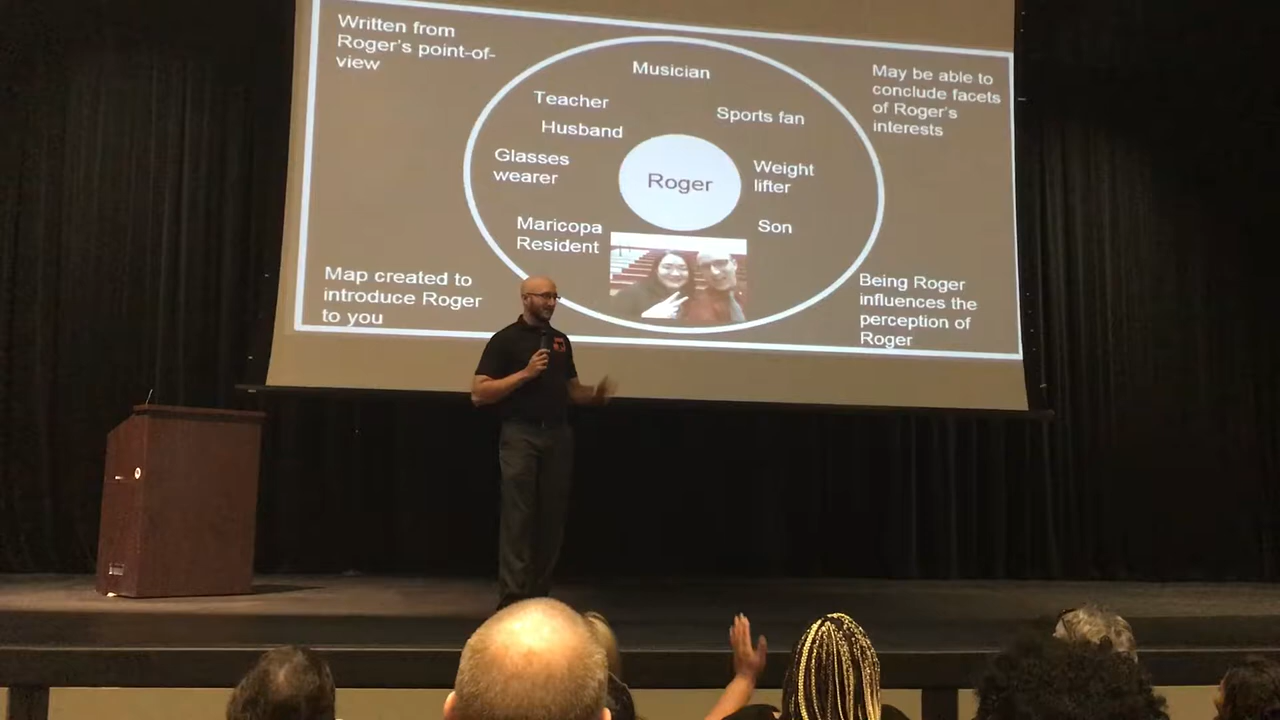 Written from
Roger's point-of-
view
Musician
Teacher
Sports fan
Husband
Glasses
wearer
Roger
Weight
lifter
Maricopa
Resident
Son
May be able to
conclude facets
of Roger's
interests
Map created to
introduce Roger
to you
Being Roger
influences the
perception of
Roger